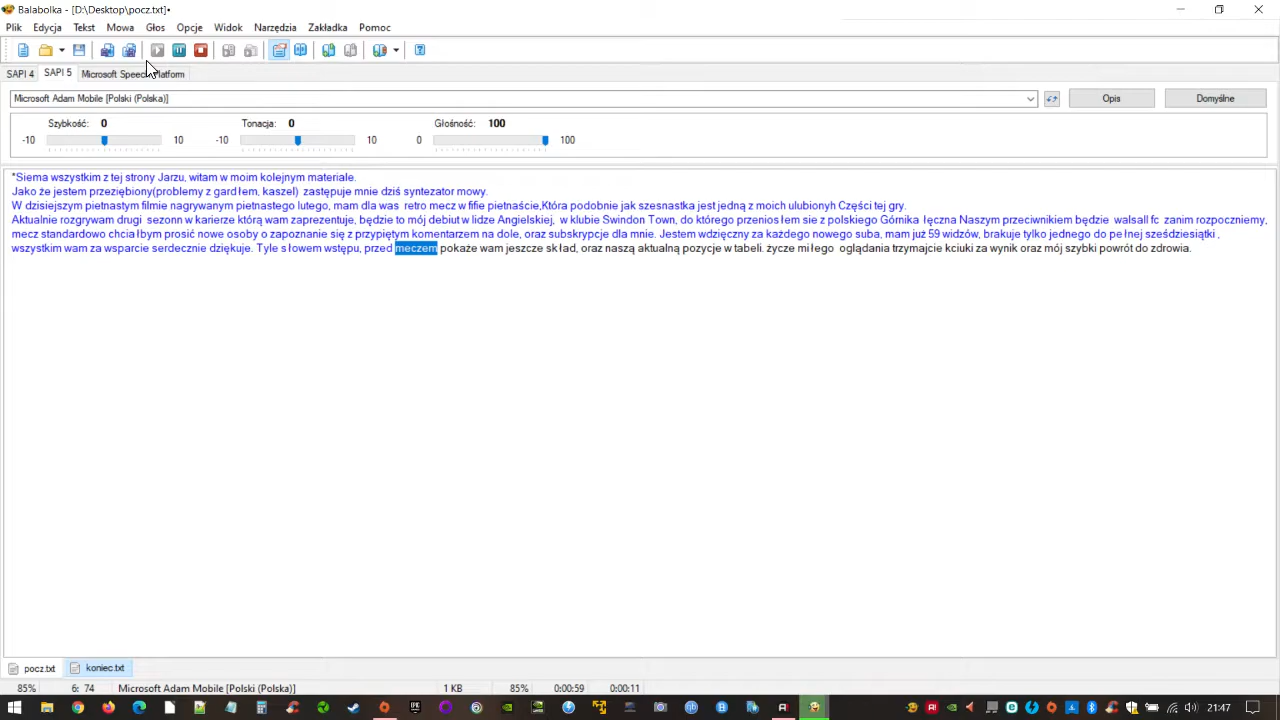 Balabolka - [D:\Desktop\pocz.txt]•
Plik Edycja Tekst Mowa Głos Opcje Widok Narzędzia Zakładka Pomoc
SAPI 4 SAPI 5 Microsoft Speech Platform
Microsoft Adam Mobile [Polski (Polska)] Opis Domyślne
Szybkość: 0 Tonacja: 0 Głośność: 100
-10 10 -10 10 0 100
"Siema wszystkim z tej strony Jarzu, witam w moim kolejnym materiale.
Jako że jestem przeziębiony(problemy z gardłem, kaszel) zastępuje mnie dziś syntezator mowy.
W dzisiejszym pietnastym filmie nagrywanym pietnastego lutego, mam dla was retro mecz w fifie pietnaście,Która podobnie jak szesnastka jest jedną z moich ulubionyh Części tej gry.
Aktualnie rozgrywam drugi sezonn w karierze którą wam zaprezentuje, będzie to mój debiut w lidze Angielskiej, w klubie Swindon Town, do którego przeniosłem sie z polskiego Górnika łęczna Naszym przeciwnikiem będzie walsall fc zanim rozpoczniemy,
mecz standardowo chciałbym prosić nowe osoby o zapoznanie się z przypiętym komentarzem na dole, oraz subskrypcje dla mnie. Jestem wdzięczny za każdego nowego suba, mam już 59 widzów, brakuje tylko jednego do pełnej sześdziesiątki ,
wszystkim wam za wsparcie serdecznie dziękuje. Tyle słowem wstępu, przed meczem pokaże wam jeszcze skład, oraz naszą aktualną pozycje w tabeli. życze miłego oglądania trzymajcie kciuki za wynik oraz mój szybki powrót do zdrowia.
pocz.txt koniec.txt
85% 6: 74 Microsoft Adam Mobile [Polski (Polska)] 1 KB 85% 0:00:59 0:00:11
21:47